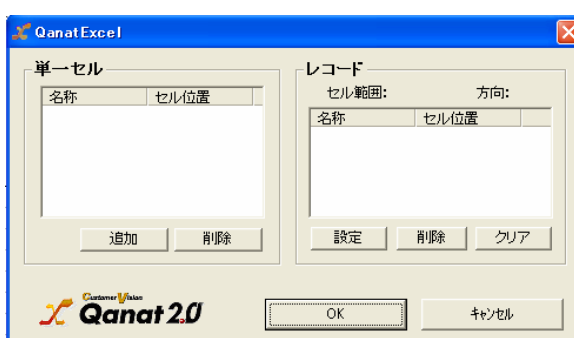 QanatExcel
単一セル
名称 セル位置
追加 削除
レコード
セル範囲: 方向:
名称 セル位置
設定 削除 クリア
Customer Vision
Qanat 2.0
OK キャンセル